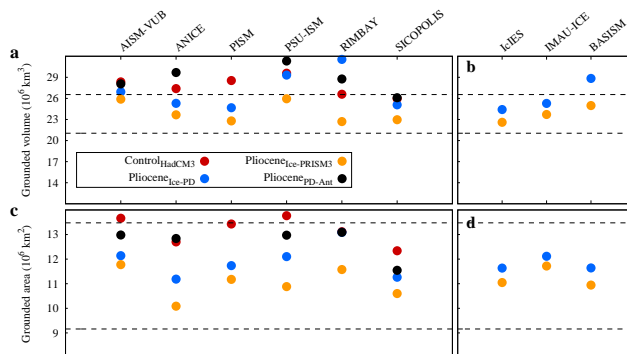 AISM-VUB
ANICE
PISM
PSU-ISM
RIMBAY
SICOPOLIS
IcIES
IMAU-ICE
BASISM
a
b
Grounded volume (10⁶ km³)
29
26
23
20
17
14
Control_HadCM3
Pliocene_Ice-PRISM3
Pliocene_Ice-PD
Pliocene_PD-Ant
c
d
Grounded area (10⁶ km²)
13
12
11
10
9